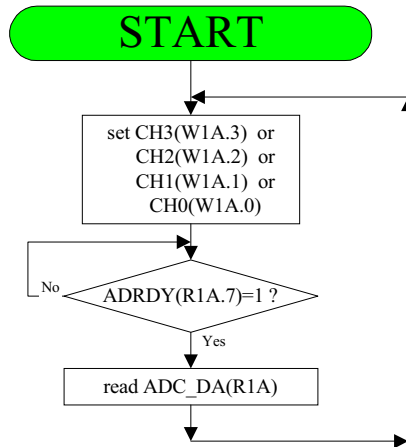 START
set CH3(W1A.3) or
CH2(W1A.2) or
CH1(W1A.1) or
CH0(W1A.0)
No
ADRDY(R1A.7)=1 ?
Yes
read ADC_DA(R1A)